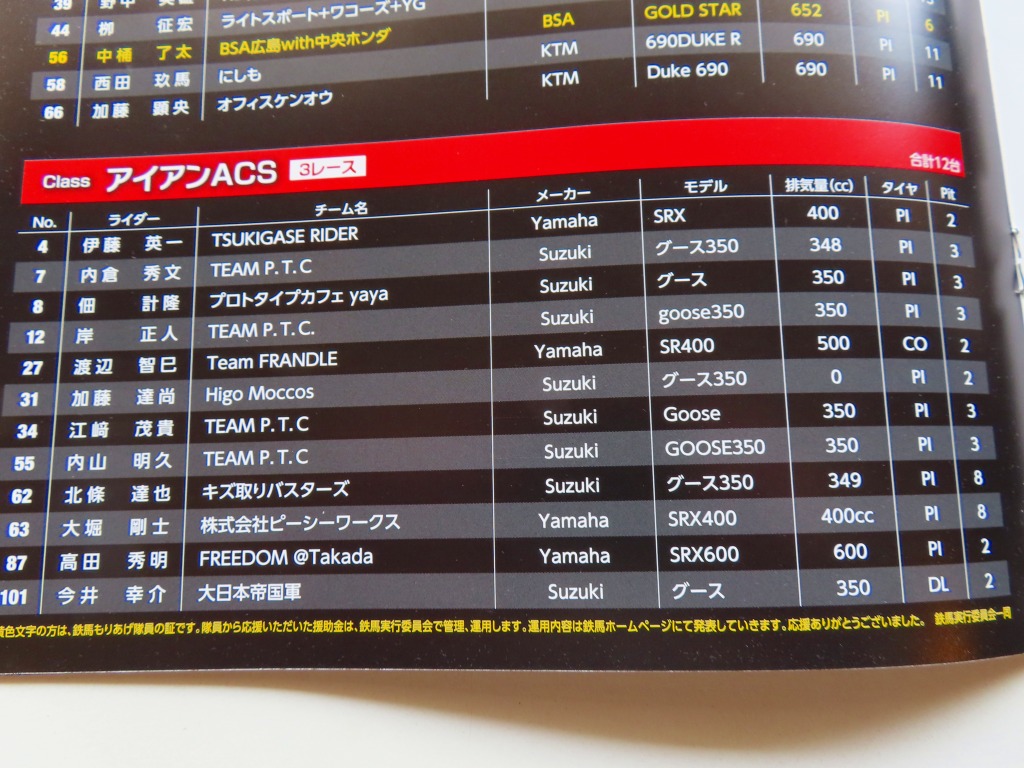 39 野中
44 征宏 ライトスポート+ワコーズ+YG
56 中桶 了太 BSA広島with中央ホンダ BSA GOLD STAR 652 PI 6
58 西田 玖馬 にしも KTM 690DUKE R 690 PI 11
66 加藤 顕央 オフィスケンオウ KTM Duke 690 690 PI 11
Class アイアンACS 3レース 合計12台
No. ライダー チーム名 メーカー モデル 排気量(cc) タイヤ Pit
4 伊藤 英一 TSUKIGASE RIDER Yamaha SRX 400 PI 2
7 内倉 秀文 TEAM P.T.C Suzuki グース350 348 PI 3
8 佃 計隆 プロトタイプカフェ yaya Suzuki グース 350 PI 3
12 岸 正人 TEAM P.T.C. Suzuki goose350 350 PI 3
27 渡辺 智巳 Team FRANDLE Yamaha SR400 500 CO 2
31 加藤 達尚 Higo Moccos Suzuki グース350 0 PI 2
34 江﨑 茂貴 TEAM P.T.C Suzuki Goose 350 PI 3
55 内山 明久 TEAM P.T.C Suzuki GOOSE350 350 PI 3
62 北條 達也 キズ取りバスターズ Suzuki グース350 349 PI 8
63 大堀 剛士 株式会社ピーシーワークス Yamaha SRX400 400cc PI 8
87 高田 秀明 FREEDOM @Takada Yamaha SRX600 600 PI 2
101 今井 幸介 大日本帝国軍 Suzuki グース 350 DL 2
黄色文字の方は、鉄馬もりあげ隊員の証です。隊員から応援いただいた援助金は、鉄馬実行委員会で管理、運用します。運用内容は鉄馬ホームページにて発表していきます。応援ありがとうございました。 鉄馬実行委員会一同